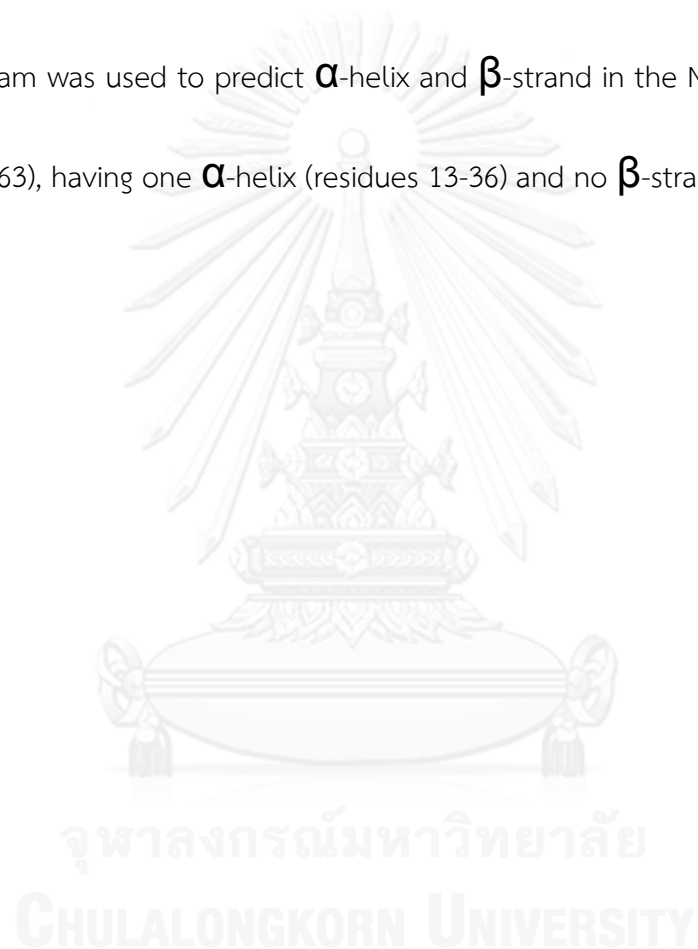 am was used to predict α-helix and β-strand in the N
63), having one α-helix (residues 13-36) and no β-stra
จุฬาลงกรณ์มหาวิทยาลัย
CHULALONGKORN UNIVERSITY